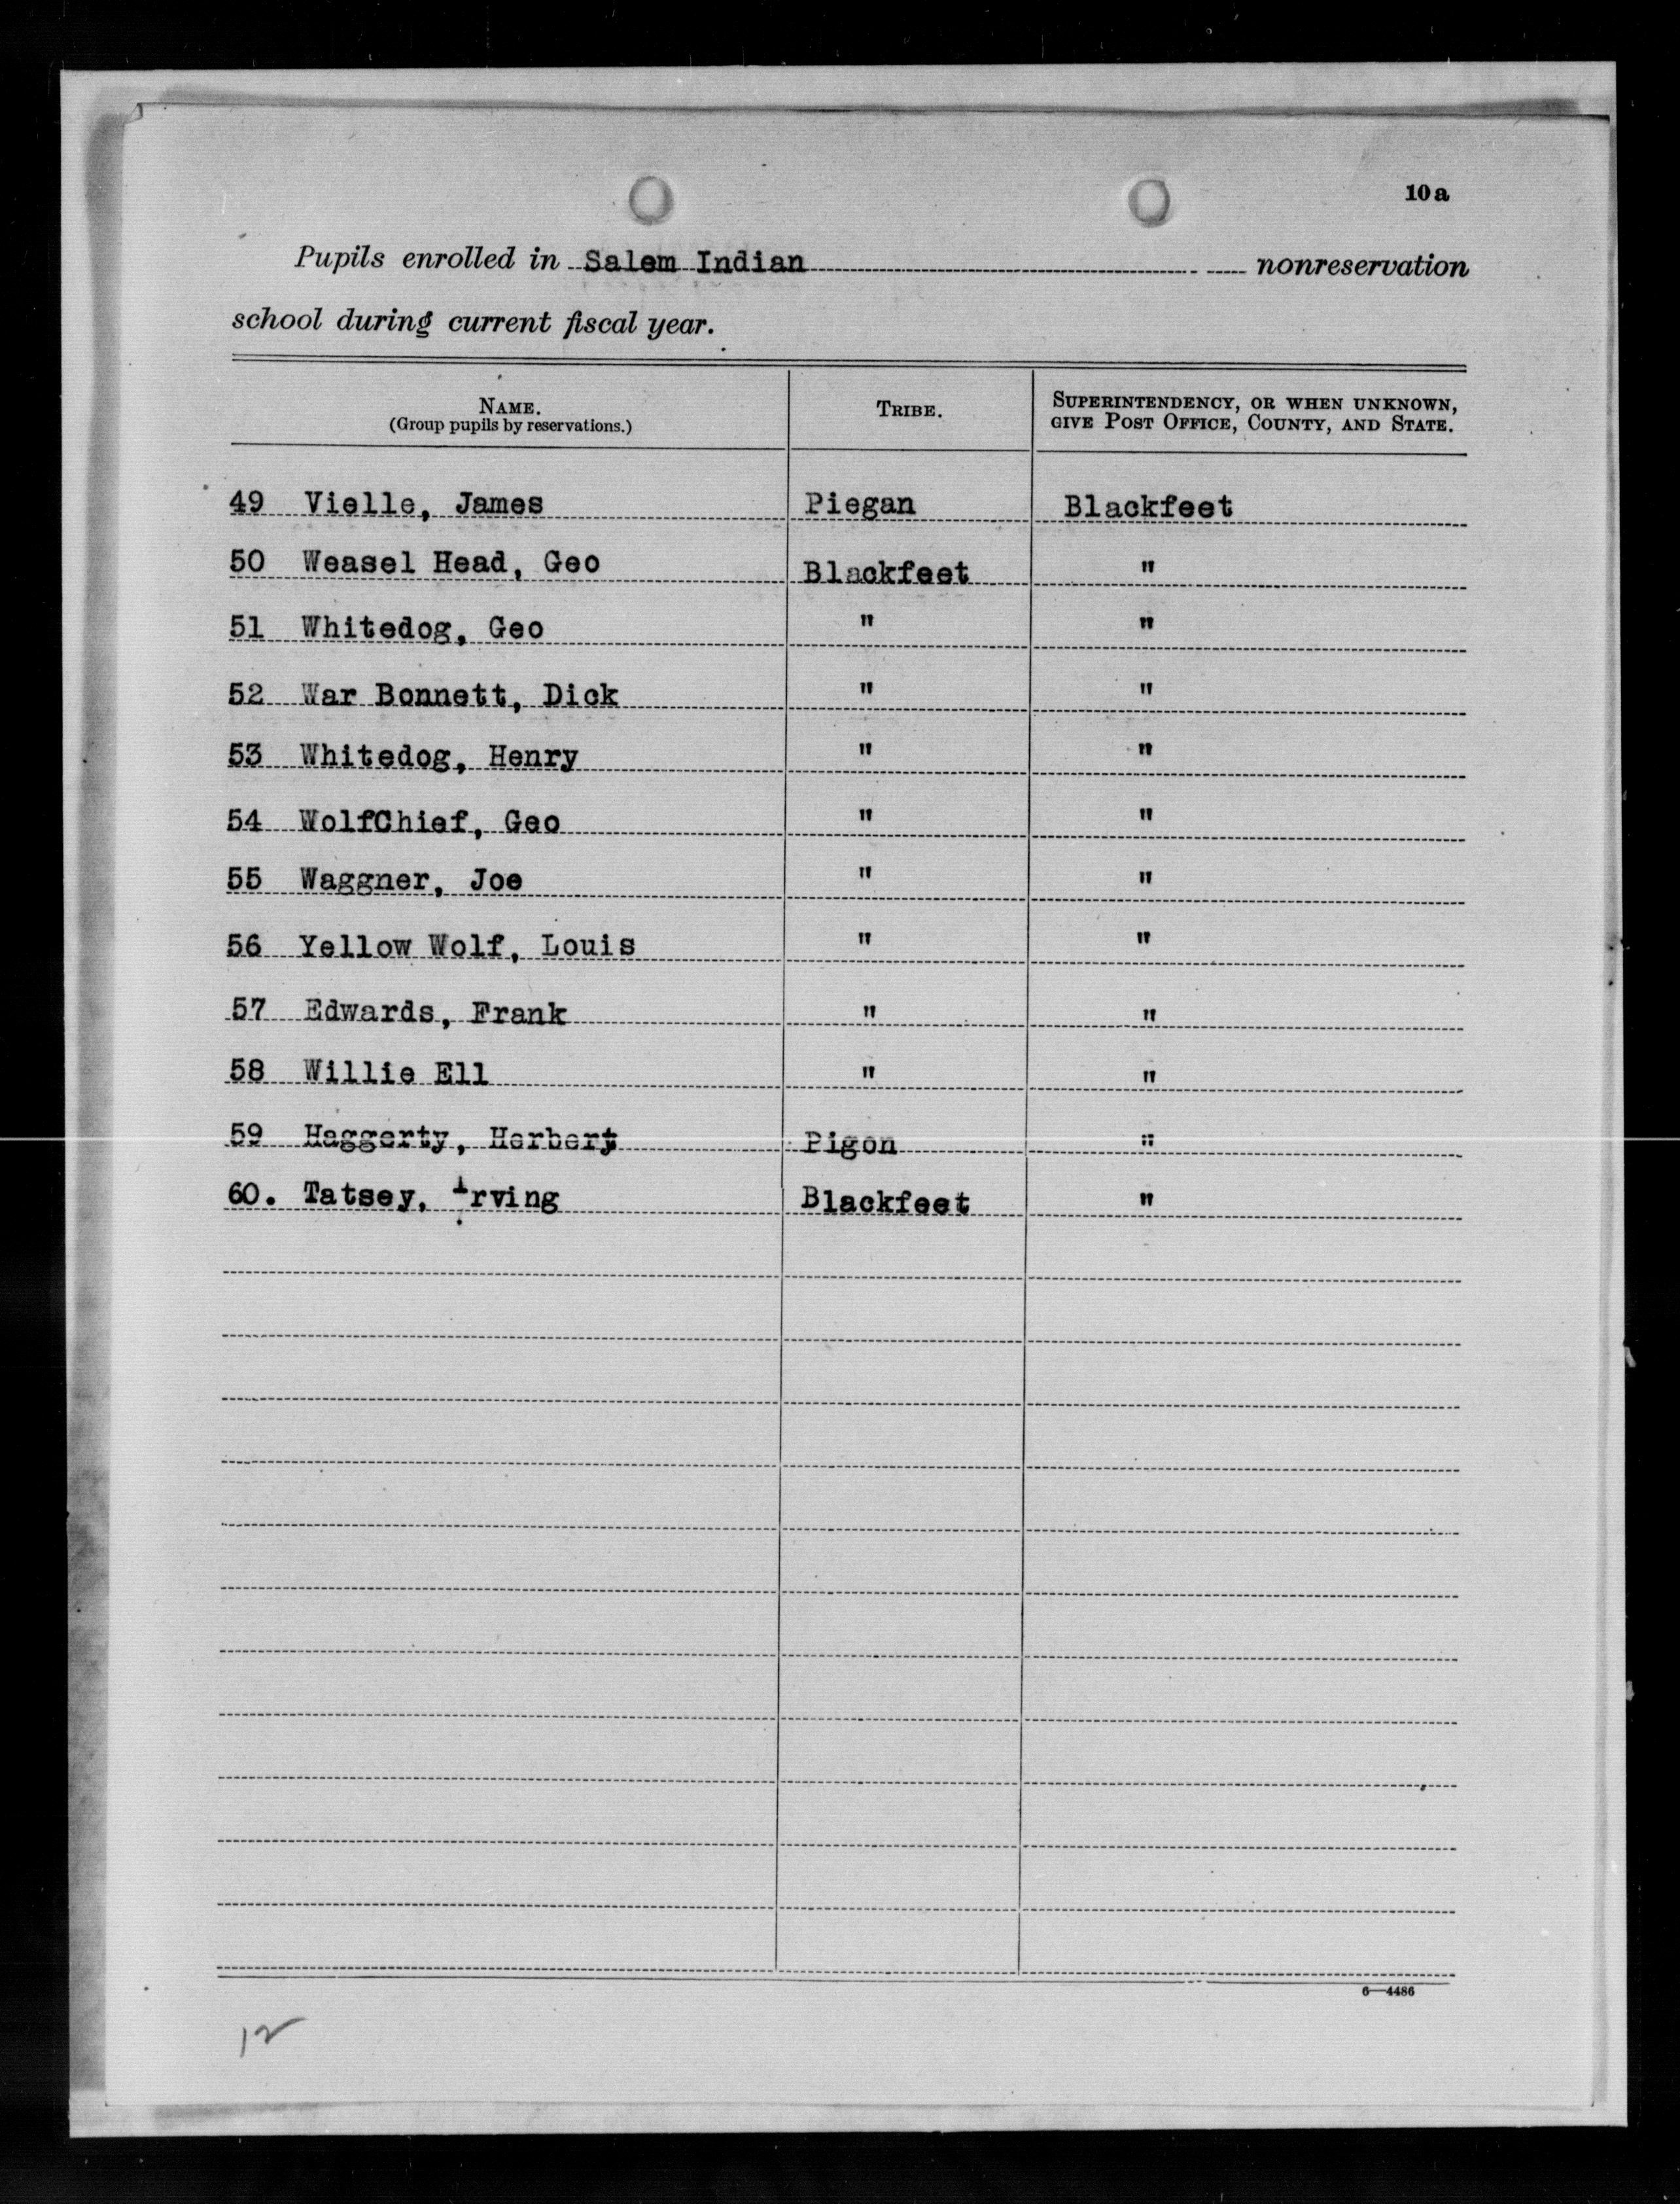 10 a
Pupils enrolled in Salem Indian nonreservation
school during current fiscal year.
NAME. TRIBE. SUPERINTENDENCY, OR WHEN UNKNOWN,
(Group pupils by reservations.) GIVE POST OFFICE, COUNTY, AND STATE.
49 Vielle, James Piegan Blackfeet
50 Weasel Head, Geo Blackfeet "
51 Whitedog, Geo " "
52 War Bonnett, Dick " "
53 Whitedog, Henry " "
54 WolfChief, Geo " "
55 Waggner, Joe " "
56 Yellow Wolf, Louis " "
57 Edwards, Frank " "
58 Willie Ell " "
59 Haggerty, Herbert Pigon "
60. Tatsey, Irving Blackfeet "
6—4486
12